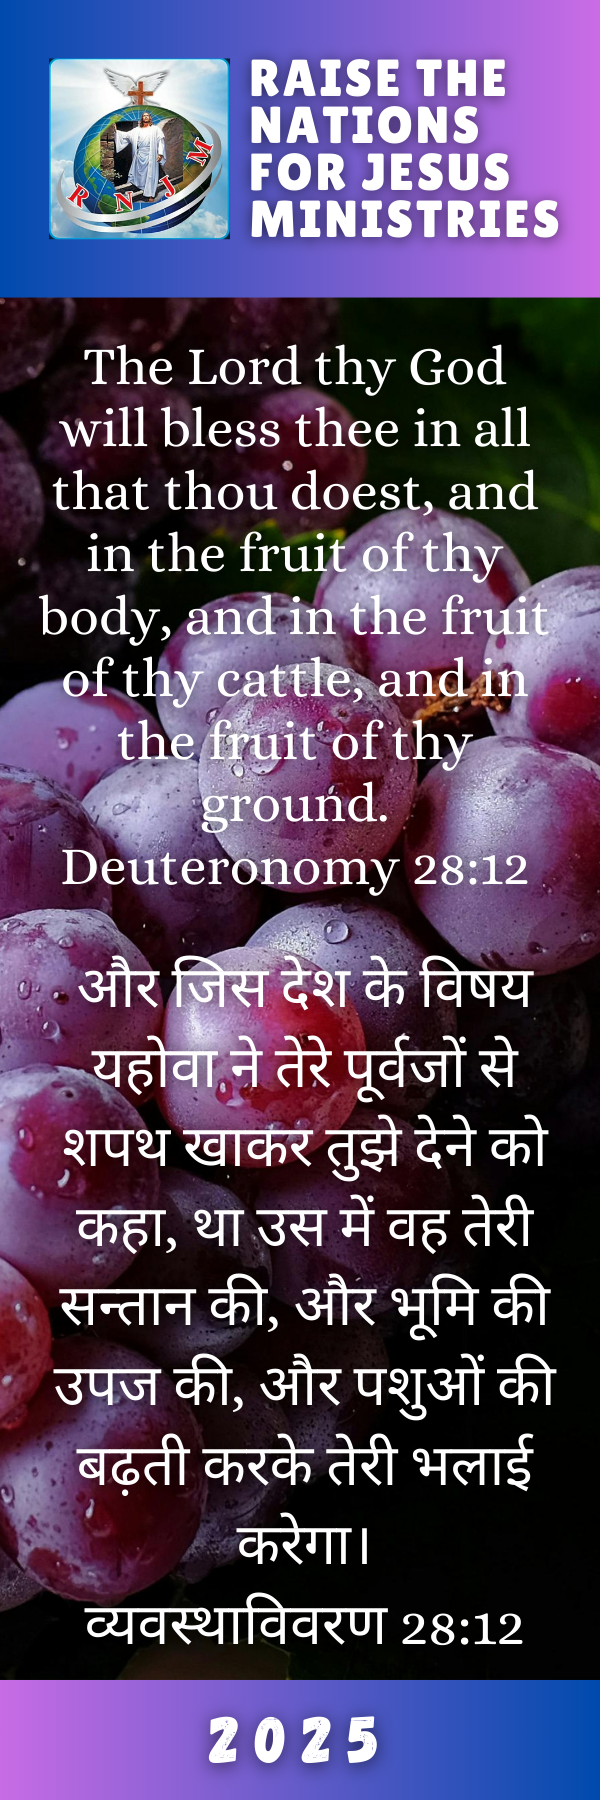 R N J M
RAISE THE
NATIONS
FOR JESUS
MINISTRIES
The Lord thy God
will bless thee in all
that thou doest, and
in the fruit of thy
body, and in the fruit
of thy cattle, and in
the fruit of thy
ground.
Deuteronomy 28:12
और जिस देश के विषय
यहोवा ने तेरे पूर्वजों से
शपथ खाकर तुझे देने को
कहा, था उस में वह तेरी
सन्तान की, और भूमि की
उपज की, और पशुओं की
बढ़ती करके तेरी भलाई
करेगा।
व्यवस्थाविवरण 28:12
2025